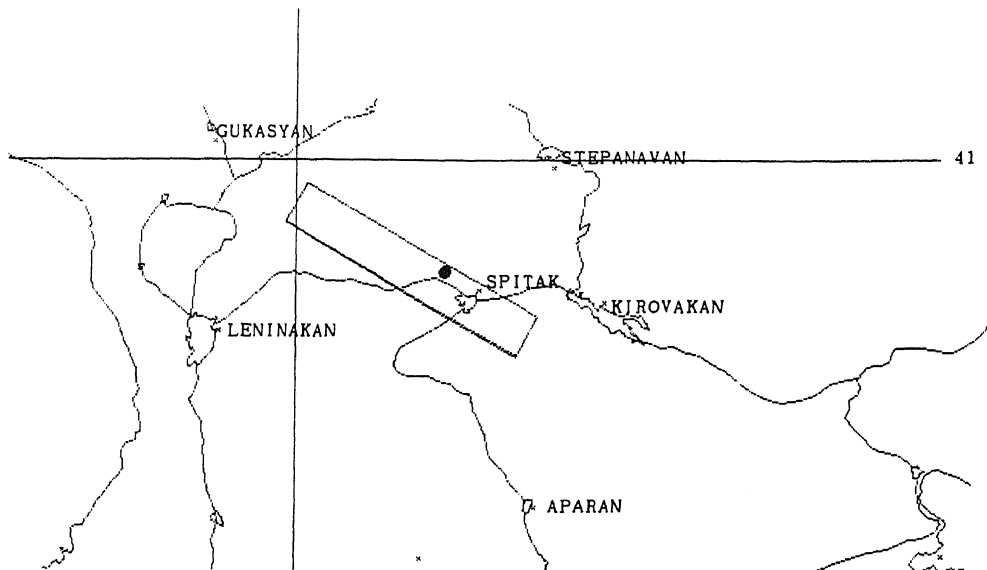 GUKASYAN
STEPANAVAN
41
SPITAK
KIROVAKAN
LENINAKAN
APARAN